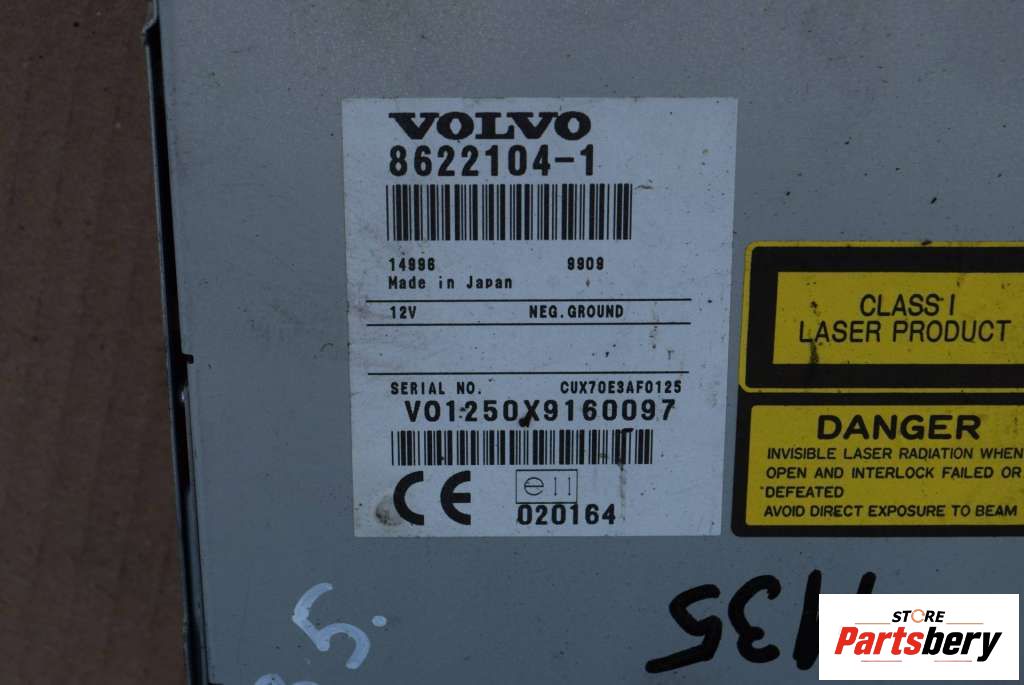 VOLVO
8622104-1
14996 9909
Made in Japan
12V NEG.GROUND
SERIAL NO. CUX70E3AF0125
V01250X9160097
CE e11
020164
CLASS I
LASER PRODUCT
DANGER
INVISIBLE LASER RADIATION WHEN
OPEN AND INTERLOCK FAILED OR
DEFEATED
AVOID DIRECT EXPOSURE TO BEAM
STORE
Partsbery